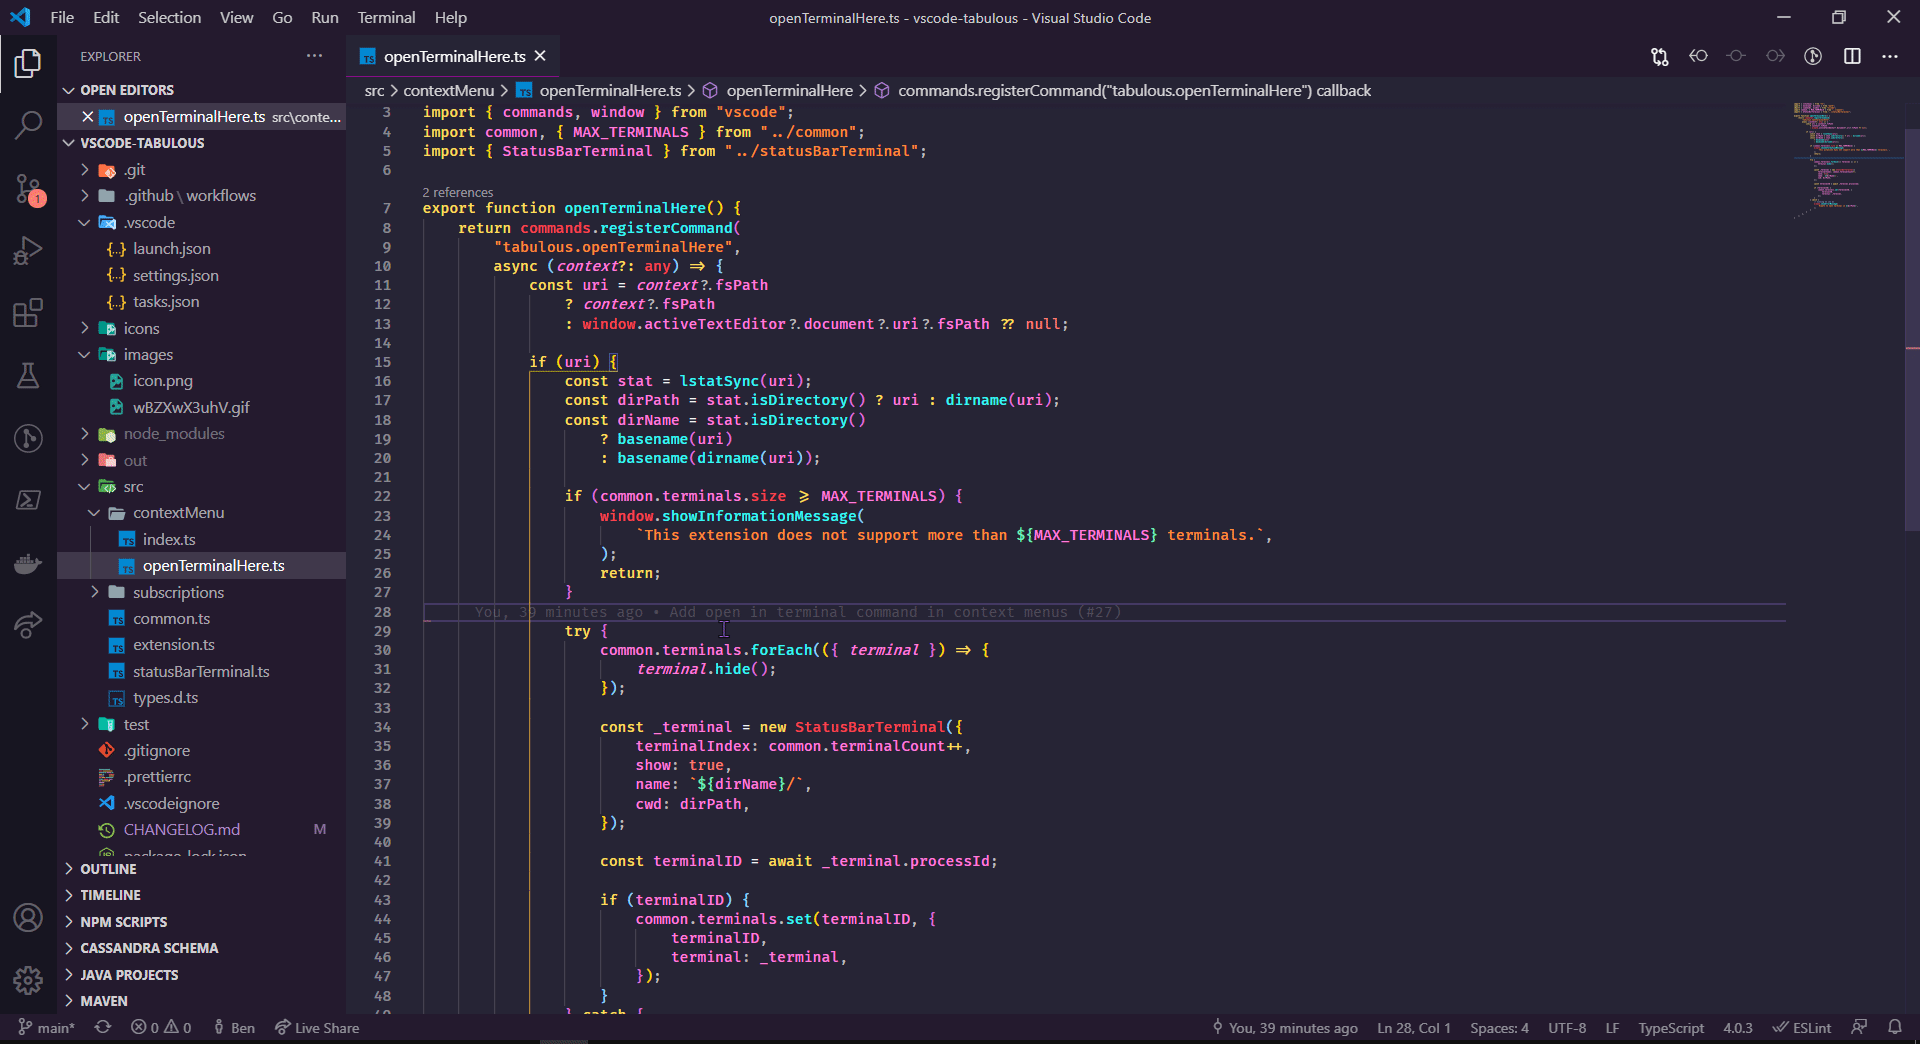 File Edit Selection View Go Run Terminal Help
openTerminalHere.ts - vscode-tabulous - Visual Studio Code
EXPLORER
OPEN EDITORS
openTerminalHere.ts src\conte...
VSCODE-TABULOUS
.git
.github \ workflows
.vscode
launch.json
settings.json
tasks.json
icons
images
icon.png
wBZXwX3uhV.gif
node_modules
out
src
contextMenu
index.ts
openTerminalHere.ts
subscriptions
common.ts
extension.ts
statusBarTerminal.ts
types.d.ts
test
.gitignore
.prettierrc
.vscodeignore
CHANGELOG.md M
package-lock.json
OUTLINE
TIMELINE
NPM SCRIPTS
CASSANDRA SCHEMA
JAVA PROJECTS
MAVEN
1
openTerminalHere.ts
src > contextMenu > openTerminalHere.ts > openTerminalHere > commands.registerCommand("tabulous.openTerminalHere") callback
3 import { commands, window } from "vscode";
4 import common, { MAX_TERMINALS } from "../common";
5 import { StatusBarTerminal } from "../statusBarTerminal";
6
2 references
7 export function openTerminalHere() {
8 return commands.registerCommand(
9 "tabulous.openTerminalHere",
10 async (context?: any) => {
11 const uri = context?.fsPath
12 ? context?.fsPath
13 : window.activeTextEditor?.document?.uri?.fsPath ?? null;
14
15 if (uri) {
16 const stat = lstatSync(uri);
17 const dirPath = stat.isDirectory() ? uri : dirname(uri);
18 const dirName = stat.isDirectory()
19 ? basename(uri)
20 : basename(dirname(uri));
21
22 if (common.terminals.size >= MAX_TERMINALS) {
23 window.showInformationMessage(
24 `This extension does not support more than ${MAX_TERMINALS} terminals.`,
25 );
26 return;
27 }
28 You, 39 minutes ago • Add open in terminal command in context menus (#27)
29 try {
30 common.terminals.forEach(({ terminal }) => {
31 terminal.hide();
32 });
33
34 const _terminal = new StatusBarTerminal({
35 terminalIndex: common.terminalCount++,
36 show: true,
37 name: `${dirName}/`,
38 cwd: dirPath,
39 });
40
41 const terminalID = await _terminal.processId;
42
43 if (terminalID) {
44 common.terminals.set(terminalID, {
45 terminalID,
46 terminal: _terminal,
47 });
48 }
49 } catch {
main* 0 0 Ben Live Share You, 39 minutes ago Ln 28, Col 1 Spaces: 4 UTF-8 LF TypeScript 4.0.3 ESLint